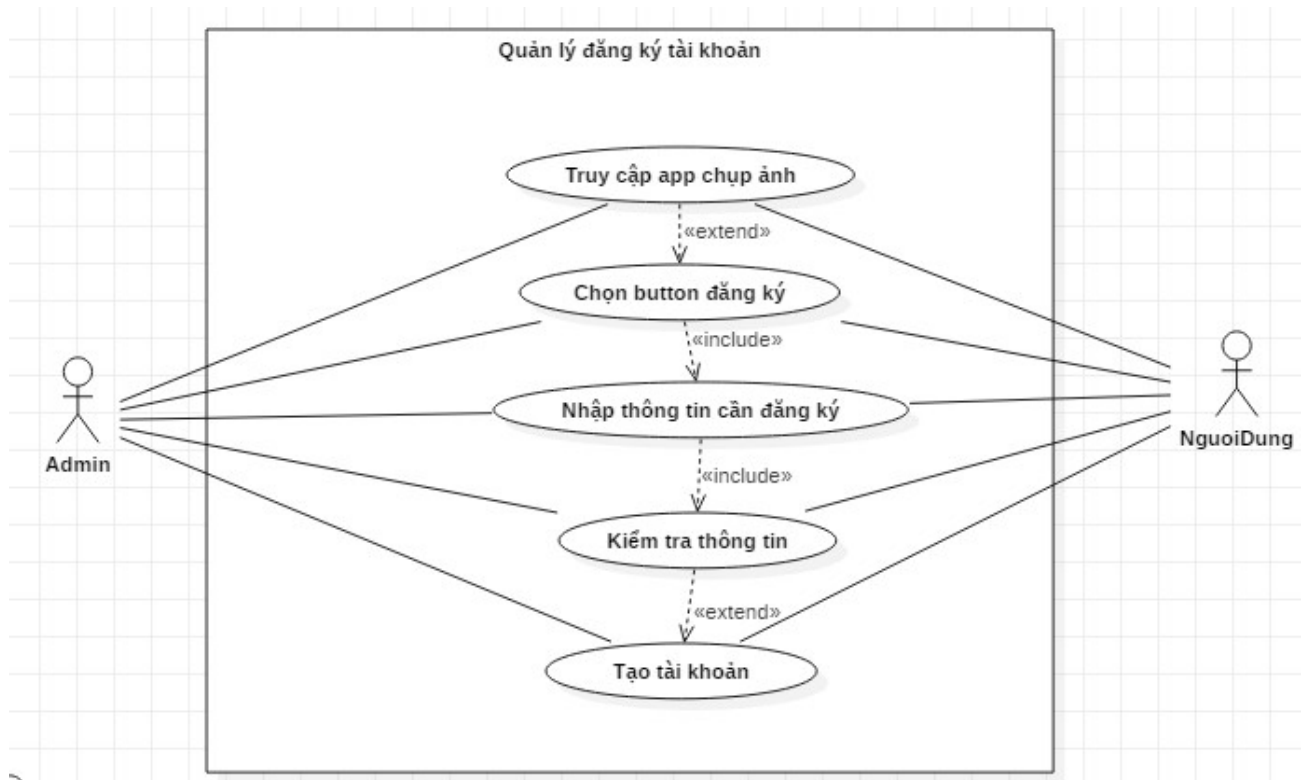 Quản lý đăng ký tài khoản
Truy cập app chụp ảnh
«extend»
Chọn button đăng ký
«include»
Nhập thông tin cần đăng ký
«include»
Kiểm tra thông tin
«extend»
Tạo tài khoản
Admin
NguoiDung